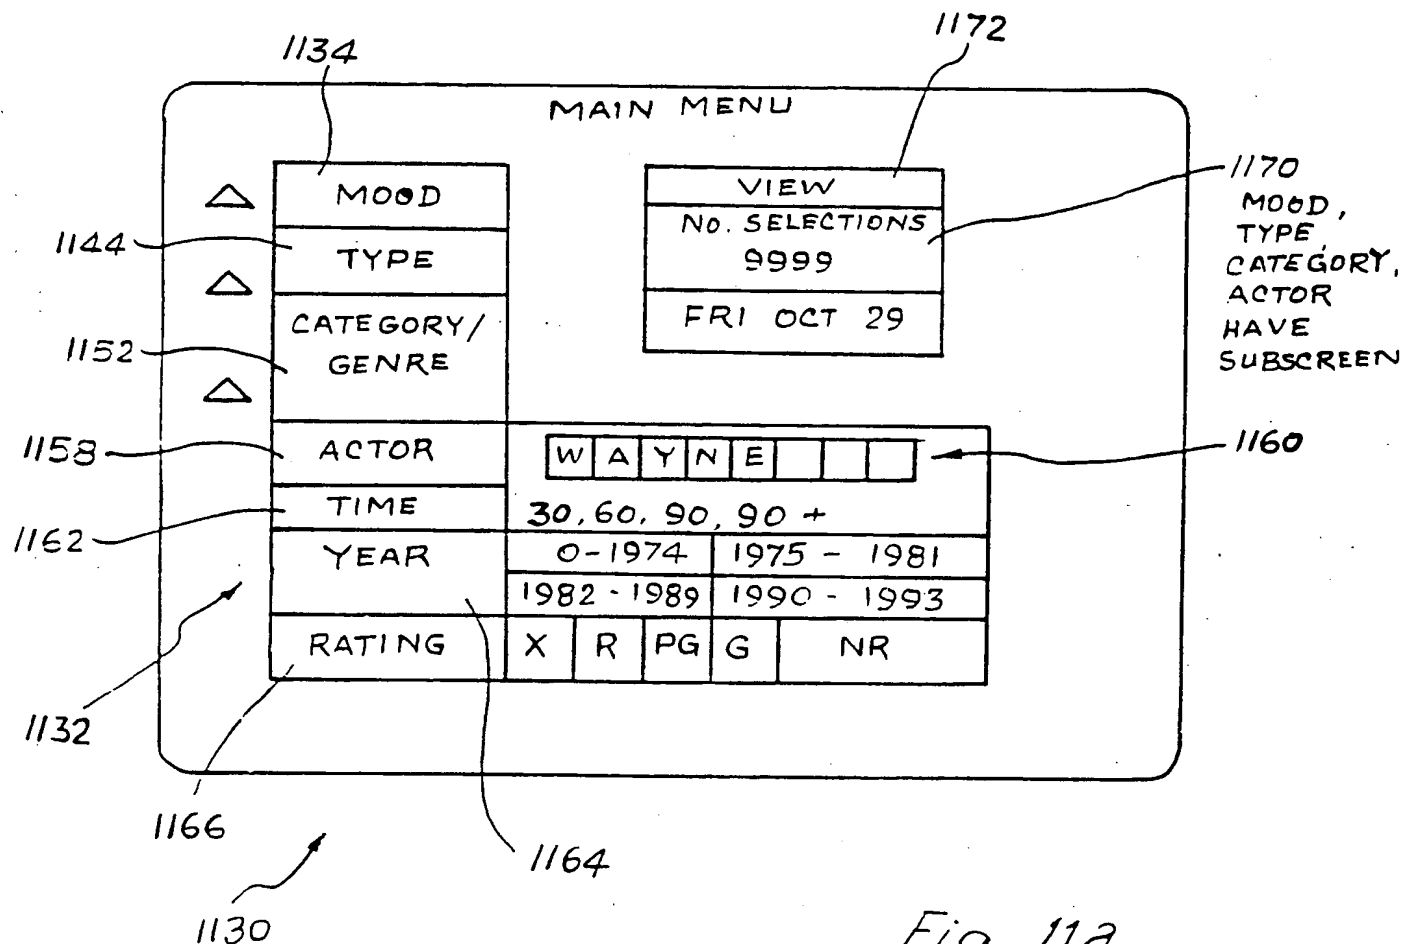 1172
1134
MAIN MENU
1170
MOOD,
TYPE
CATEGORY,
ACTOR
HAVE
SUBSCREEN
MOOD
VIEW
NO. SELECTIONS
9999
FRI OCT 29
1144
TYPE
1152
CATEGORY/
GENRE
1158
ACTOR
W A Y N E
1160
1162
TIME
30, 60, 90, 90 +
YEAR
0-1974 1975 - 1981
1982 - 1989 1990 - 1993
RATING X R PG G NR
1132
1166
1164
1130
Fig. 11a